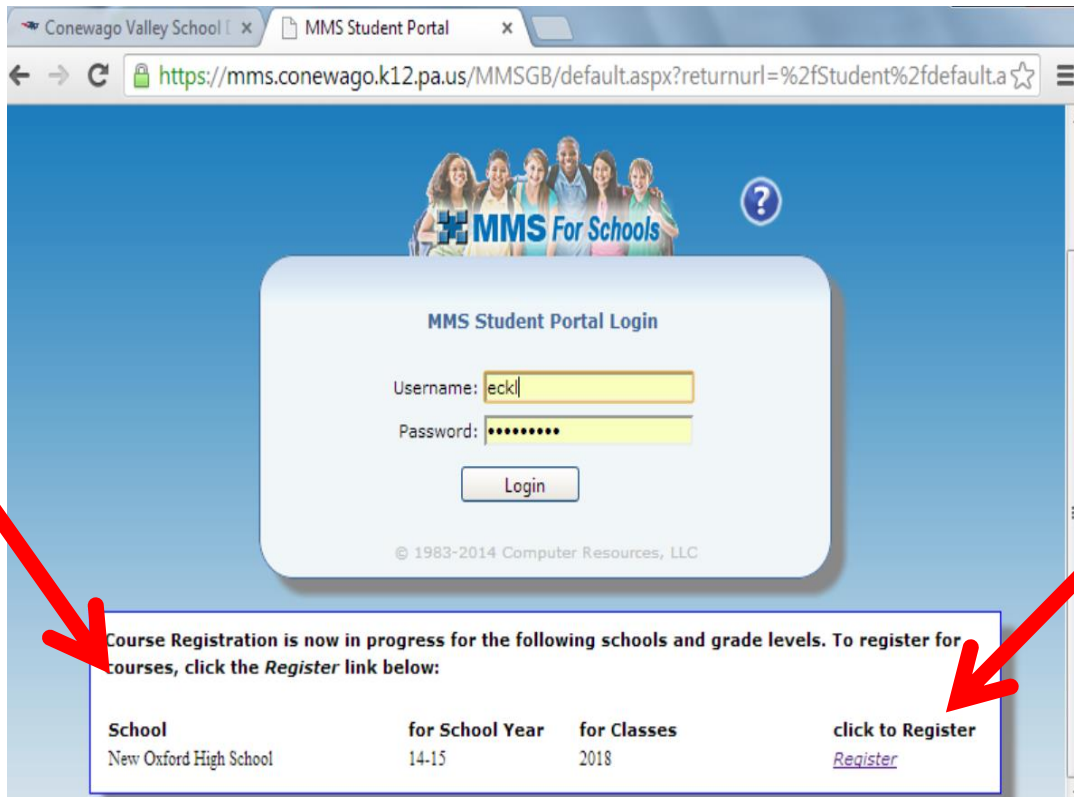 Conewago Valley School
MMS Student Portal
https://mms.conewago.k12.pa.us/MMSGB/default.aspx?returnurl=%2fStudent%2fdefault.a
MMS For Schools
?
MMS Student Portal Login
Username: eckl
Password: •••••••••
Login
© 1983-2014 Computer Resources, LLC
Course Registration is now in progress for the following schools and grade levels. To register for
courses, click the Register link below:
School for School Year for Classes click to Register
New Oxford High School 14-15 2018 Register